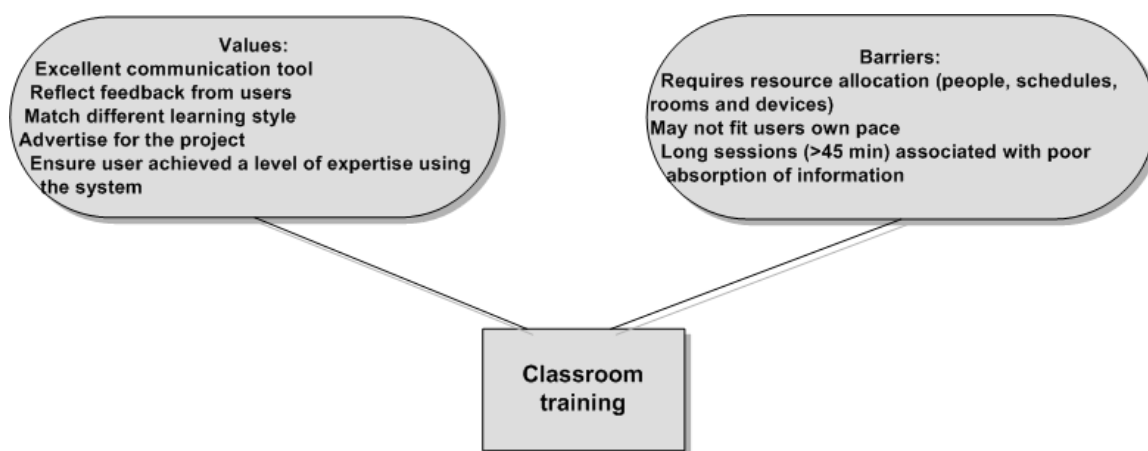 Values:
Excellent communication tool
Reflect feedback from users
Match different learning style
Advertise for the project
Ensure user achieved a level of expertise using
the system
Barriers:
Requires resource allocation (people, schedules,
rooms and devices)
May not fit users own pace
Long sessions (>45 min) associated with poor
absorption of information
Classroom
training